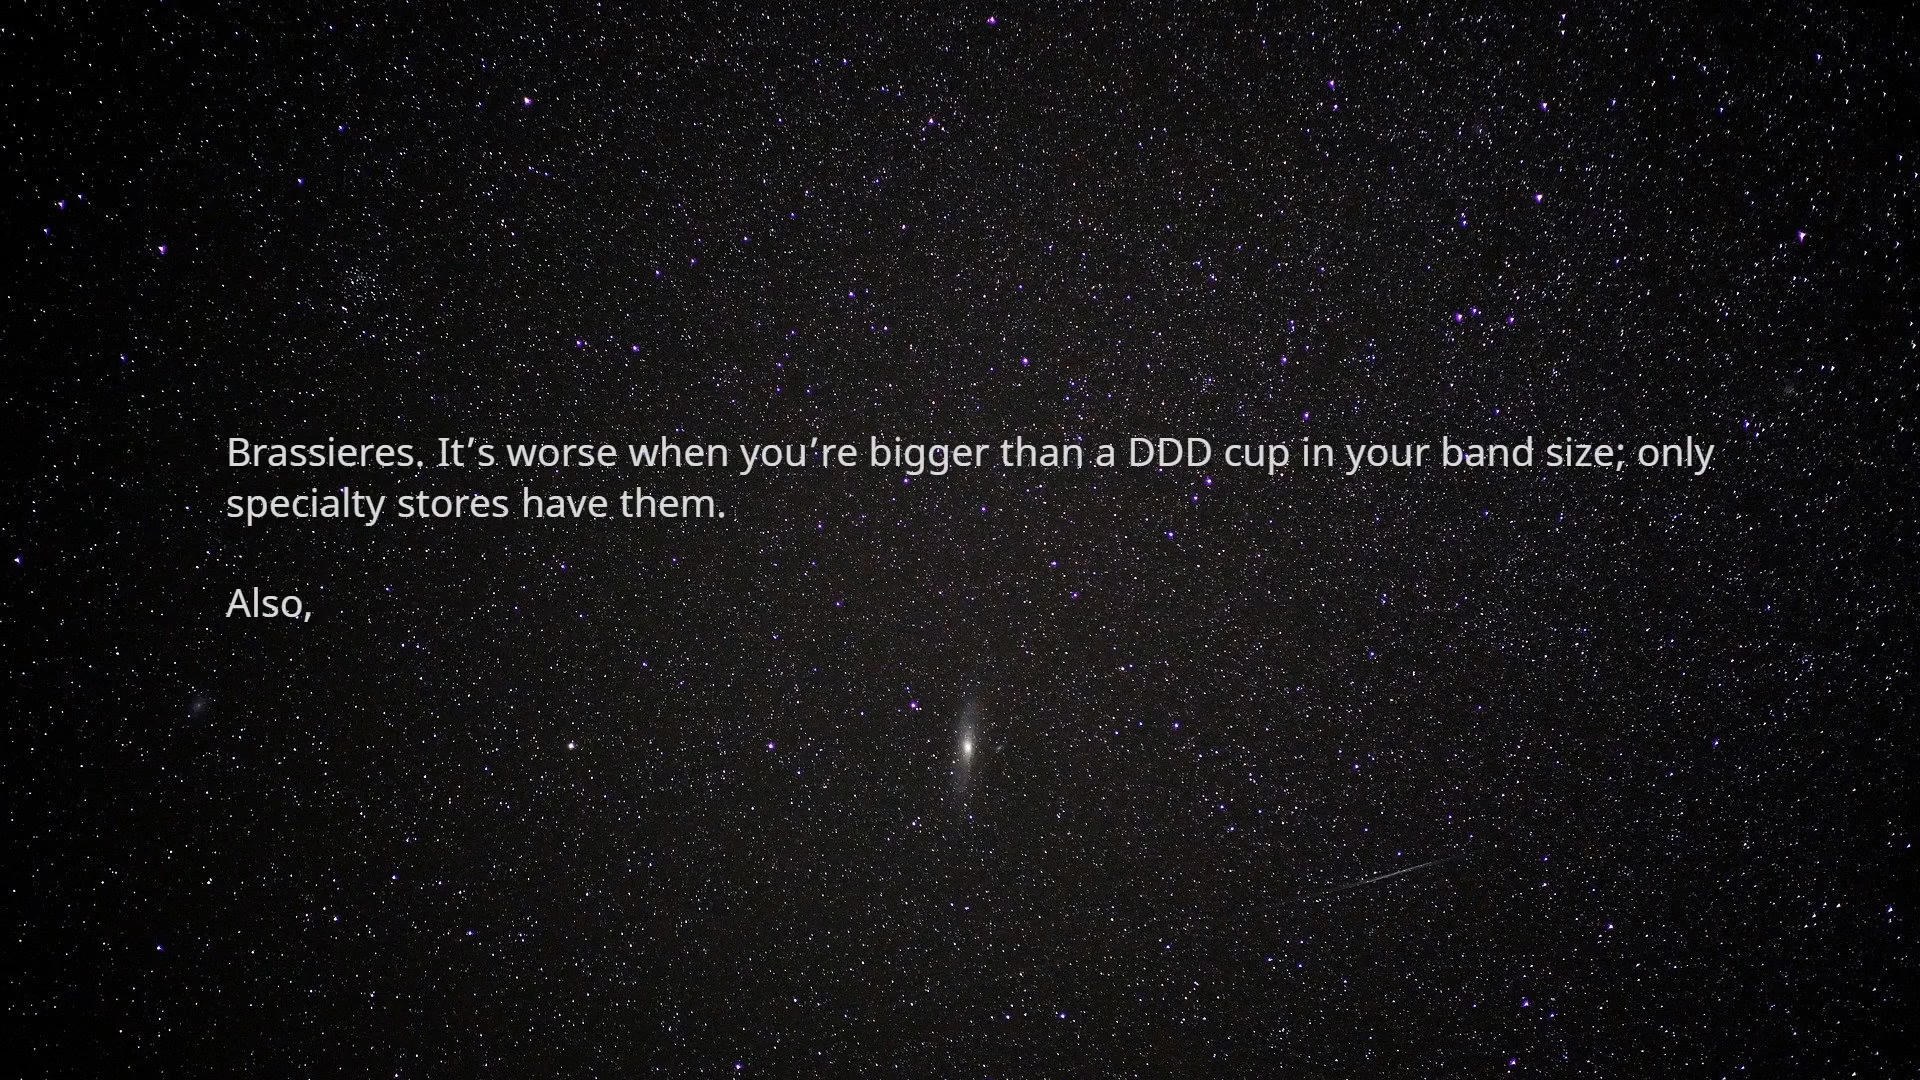 Brassieres. It’s worse when you’re bigger than a DDD cup in your band size; only
specialty stores have them.
Also,